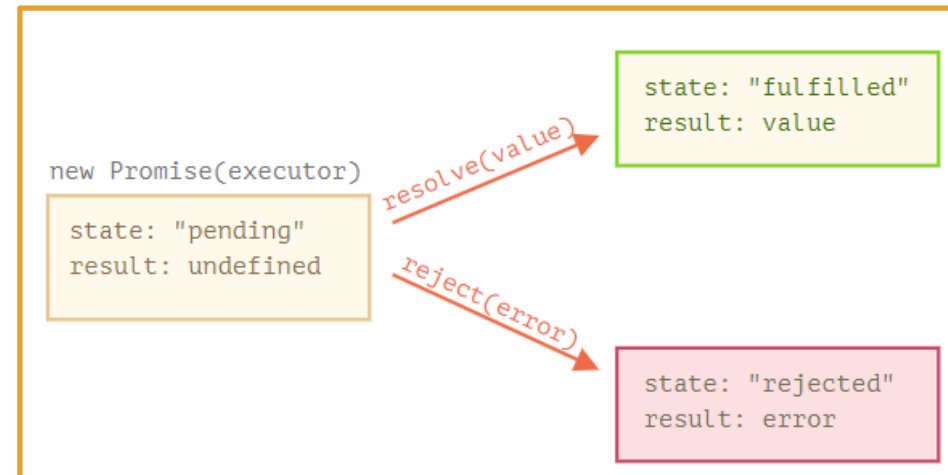 new Promise(executor)
state: "pending"
result: undefined
resolve(value)
reject(error)
state: "fulfilled"
result: value
state: "rejected"
result: error